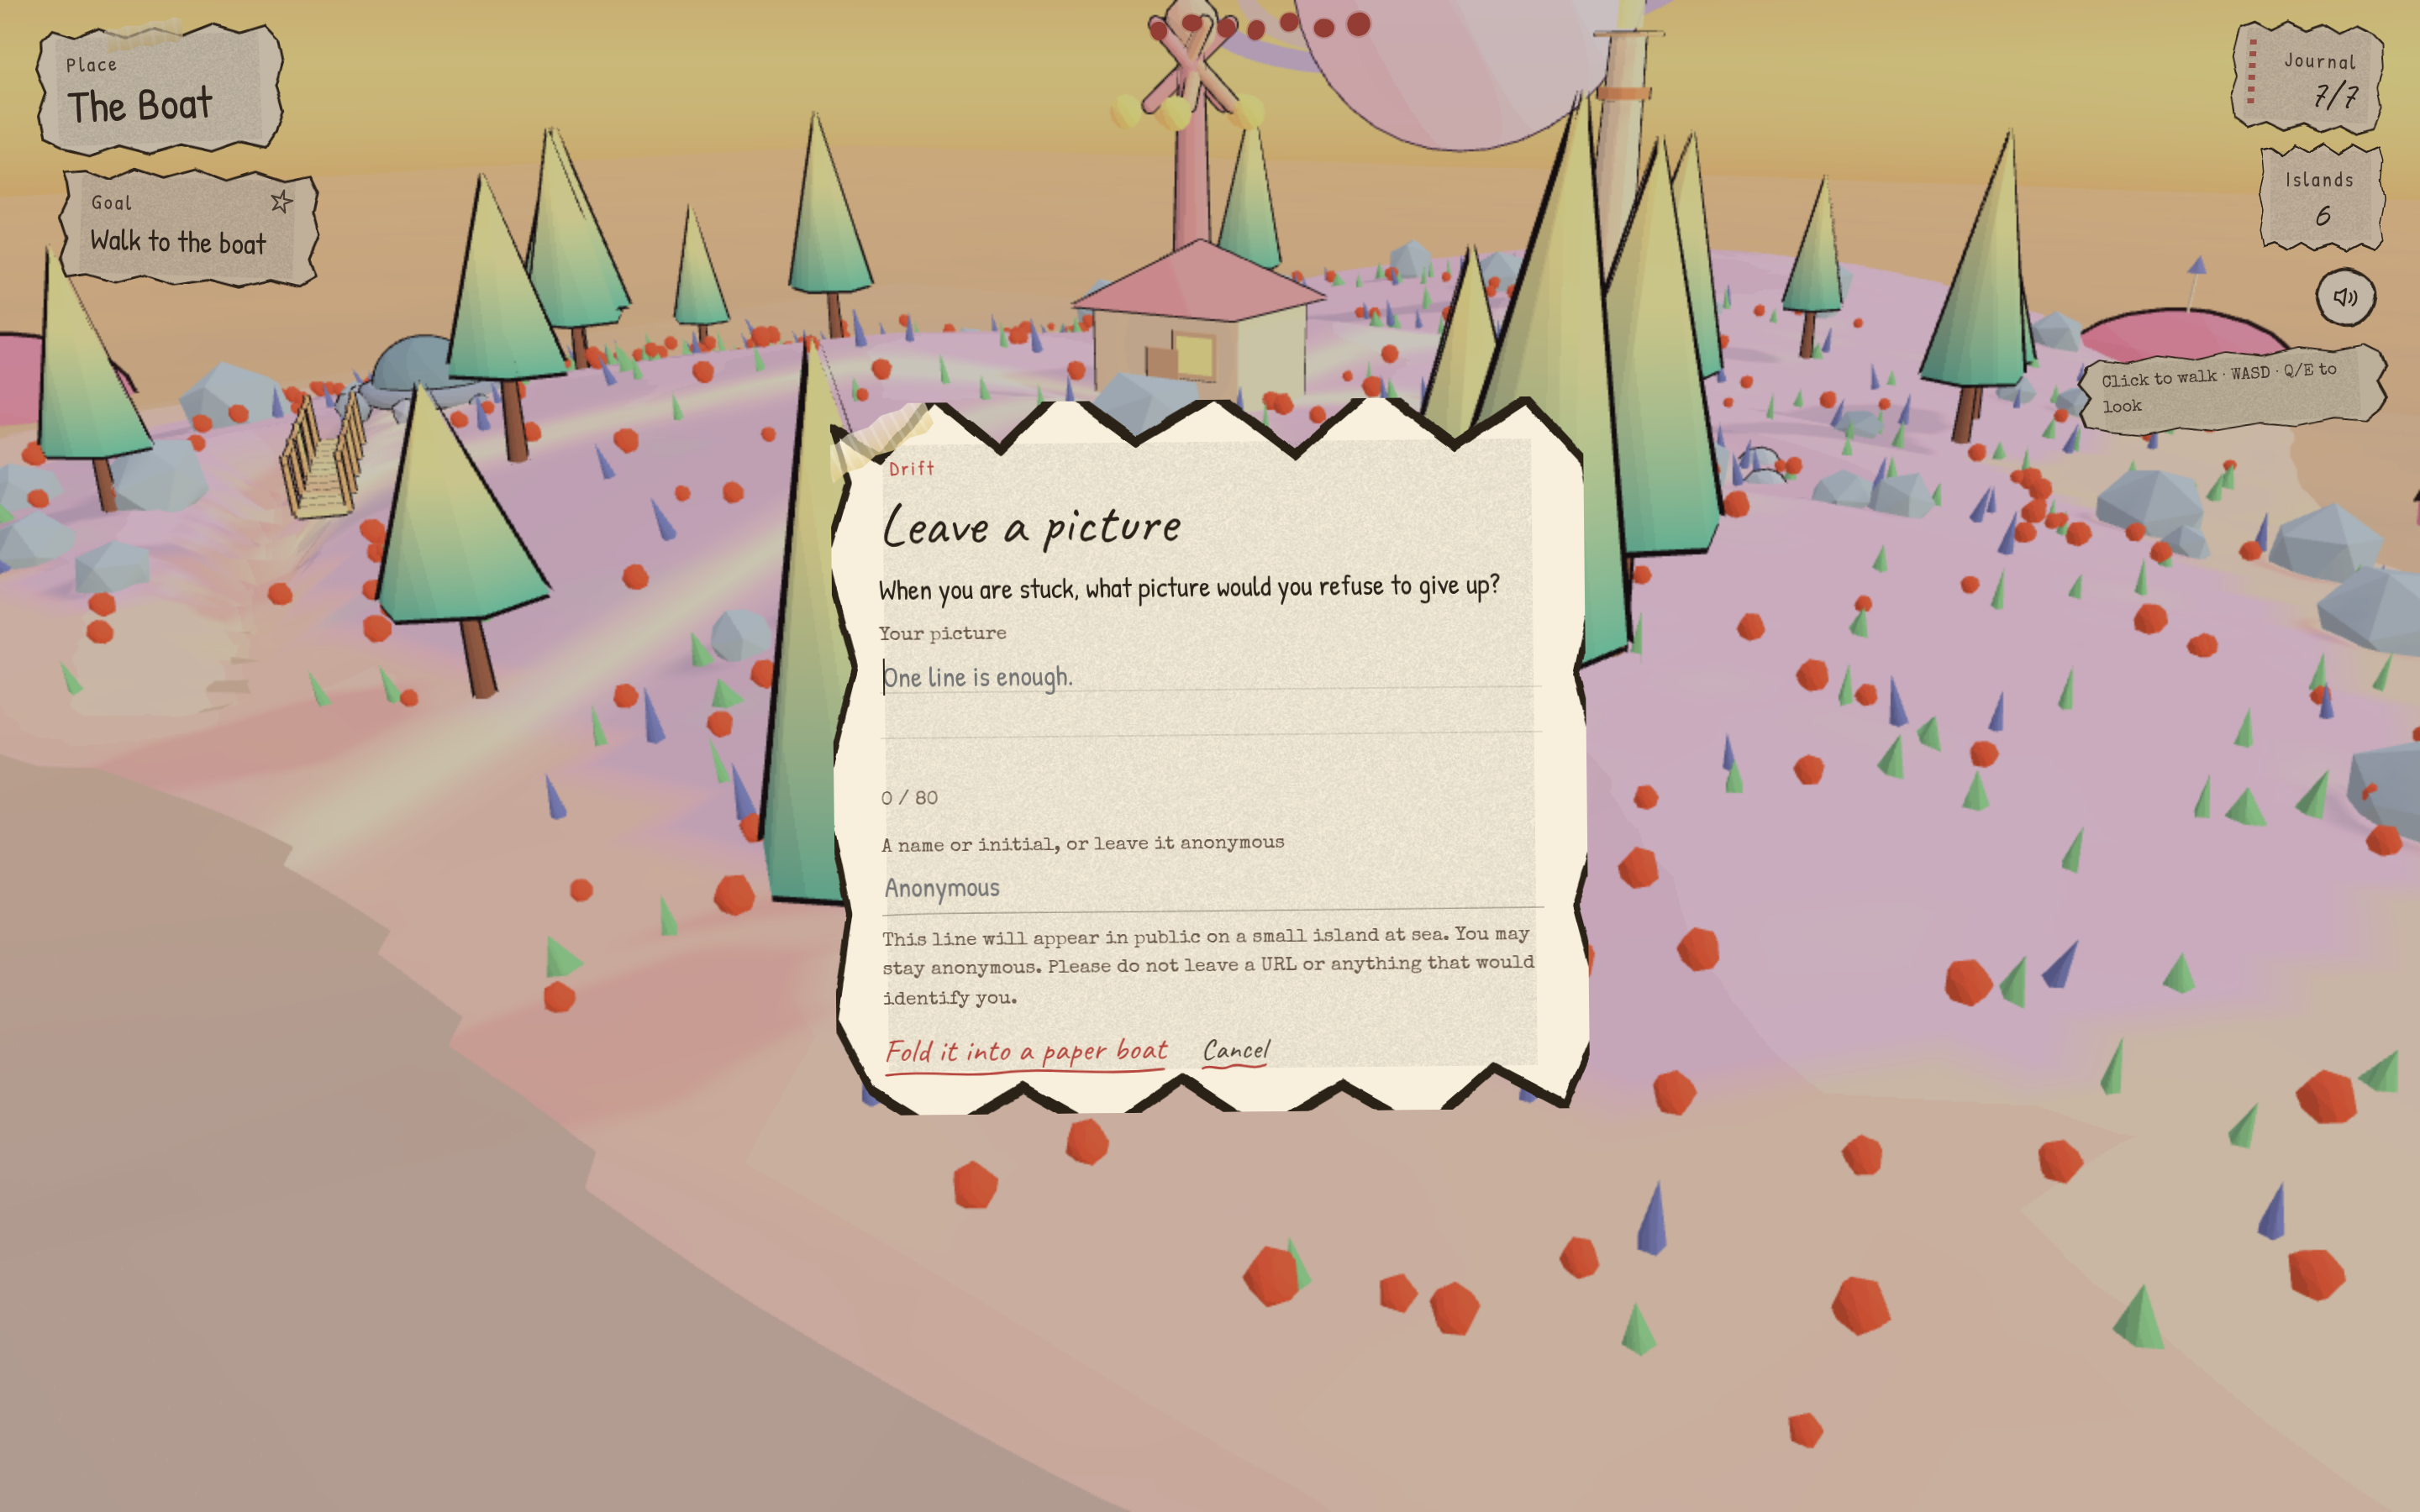 Place
The Boat
Goal
Walk to the boat
Journal
7/7
Islands
6
Click to walk · WASD · Q/E to
look
Drift
Leave a picture
When you are stuck, what picture would you refuse to give up?
Your picture
One line is enough.
0 / 80
A name or initial, or leave it anonymous
Anonymous
This line will appear in public on a small island at sea. You may
stay anonymous. Please do not leave a URL or anything that would
identify you.
Fold it into a paper boat
Cancel